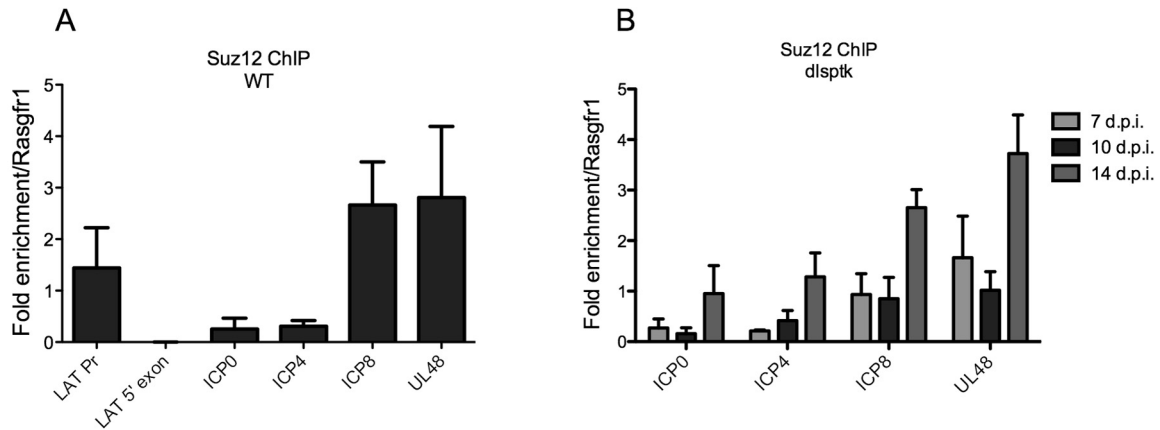 A
Suz12 ChIP
WT
Fold enrichment/Rasgfr1
5
4
3
2
1
0
LAT Pr
LAT 5' exon
ICP0
ICP4
ICP8
UL48
B
Suz12 ChIP
dlsptk
Fold enrichment/Rasgfr1
5
4
3
2
1
0
ICP0
ICP4
ICP8
UL48
7 d.p.i.
10 d.p.i.
14 d.p.i.